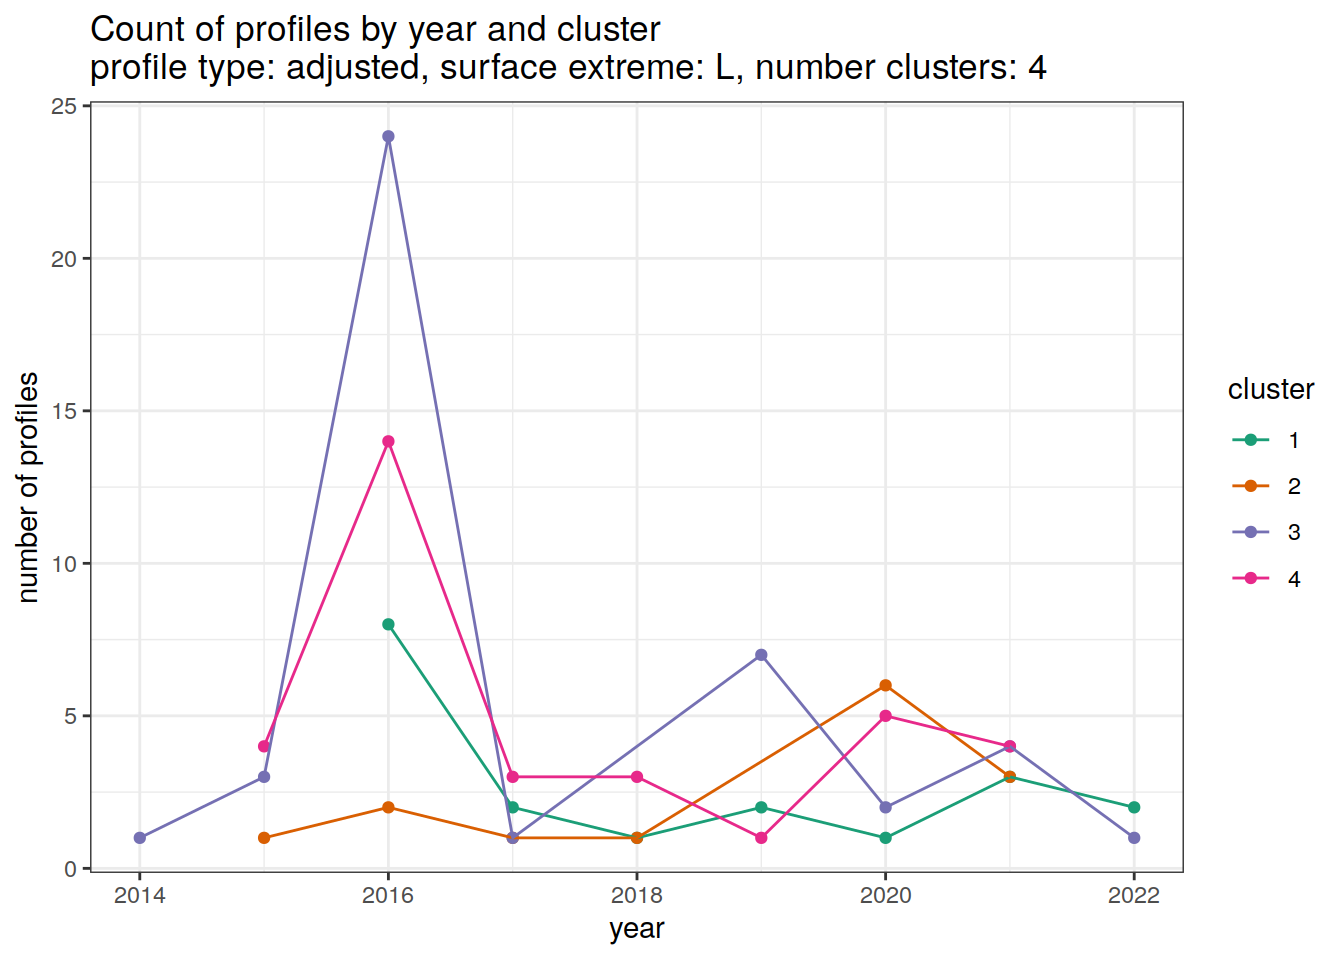 Count of profiles by year and cluster
profile type: adjusted, surface extreme: L, number clusters: 4
25
20
15
10
5
0
number of profiles
2014 2016 2018 2020 2022
year
cluster
1
2
3
4